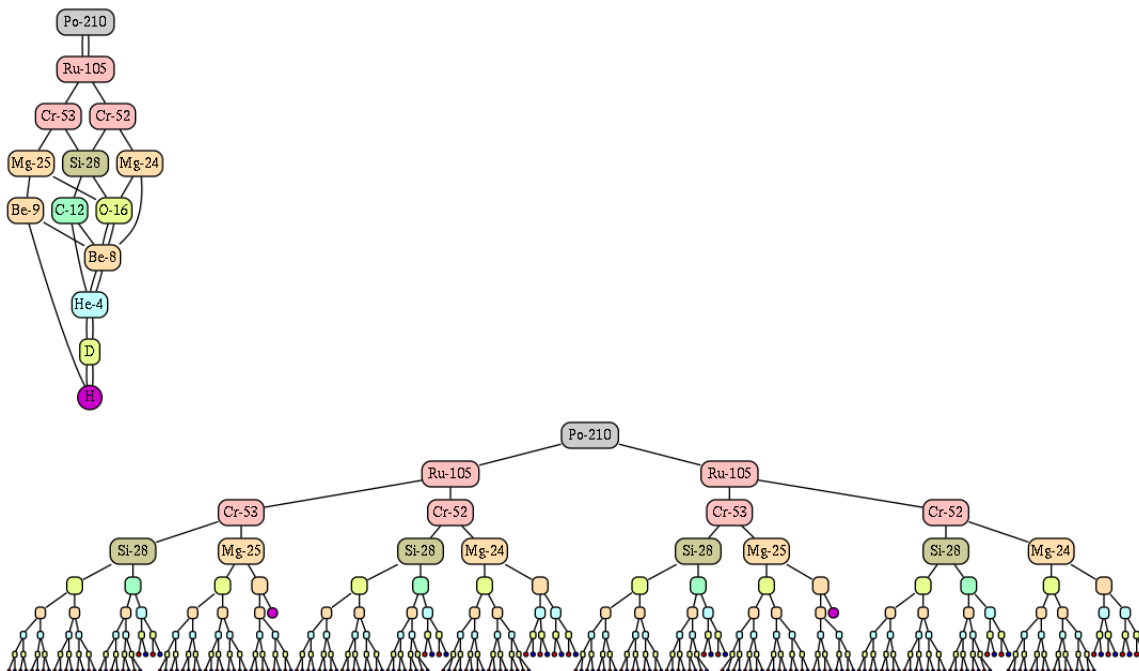 Po-210
Ru-105
Cr-53 Cr-52
Mg-25 Si-28 Mg-24
Be-9 C-12 O-16
Be-8
He-4
D
H
Po-210
Ru-105 Ru-105
Cr-53 Cr-52 Cr-53 Cr-52
Si-28 Mg-25 Si-28 Mg-24 Si-28 Mg-25 Si-28 Mg-24